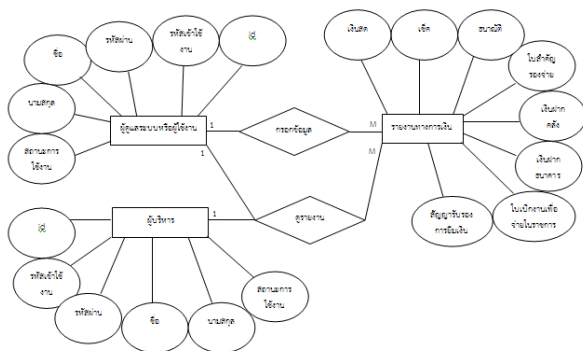 ชื่อ
รหัสผ่าน
รหัสเข้าใช้
งาน
id
นามสกุล
สถานะการ
ใช้งาน
ผู้ดูแลระบบหรือผู้ใช้งาน
1
1
กรอกข้อมูล
M
M
รายงานทางการเงิน
เงินสด
เช็ค
ธนาณัติ
ใบสำคัญ
รองจ่าย
เงินฝาก
คลัง
เงินฝาก
ธนาคาร
ใบเบิกงานเพื่อ
จ่ายในราชการ
สัญญารับรอง
การยืมเงิน
ดูรายงาน
ผู้บริหาร
1
id
รหัสเข้าใช้
งาน
รหัสผ่าน
ชื่อ
นามสกุล
สถานะการ
ใช้งาน